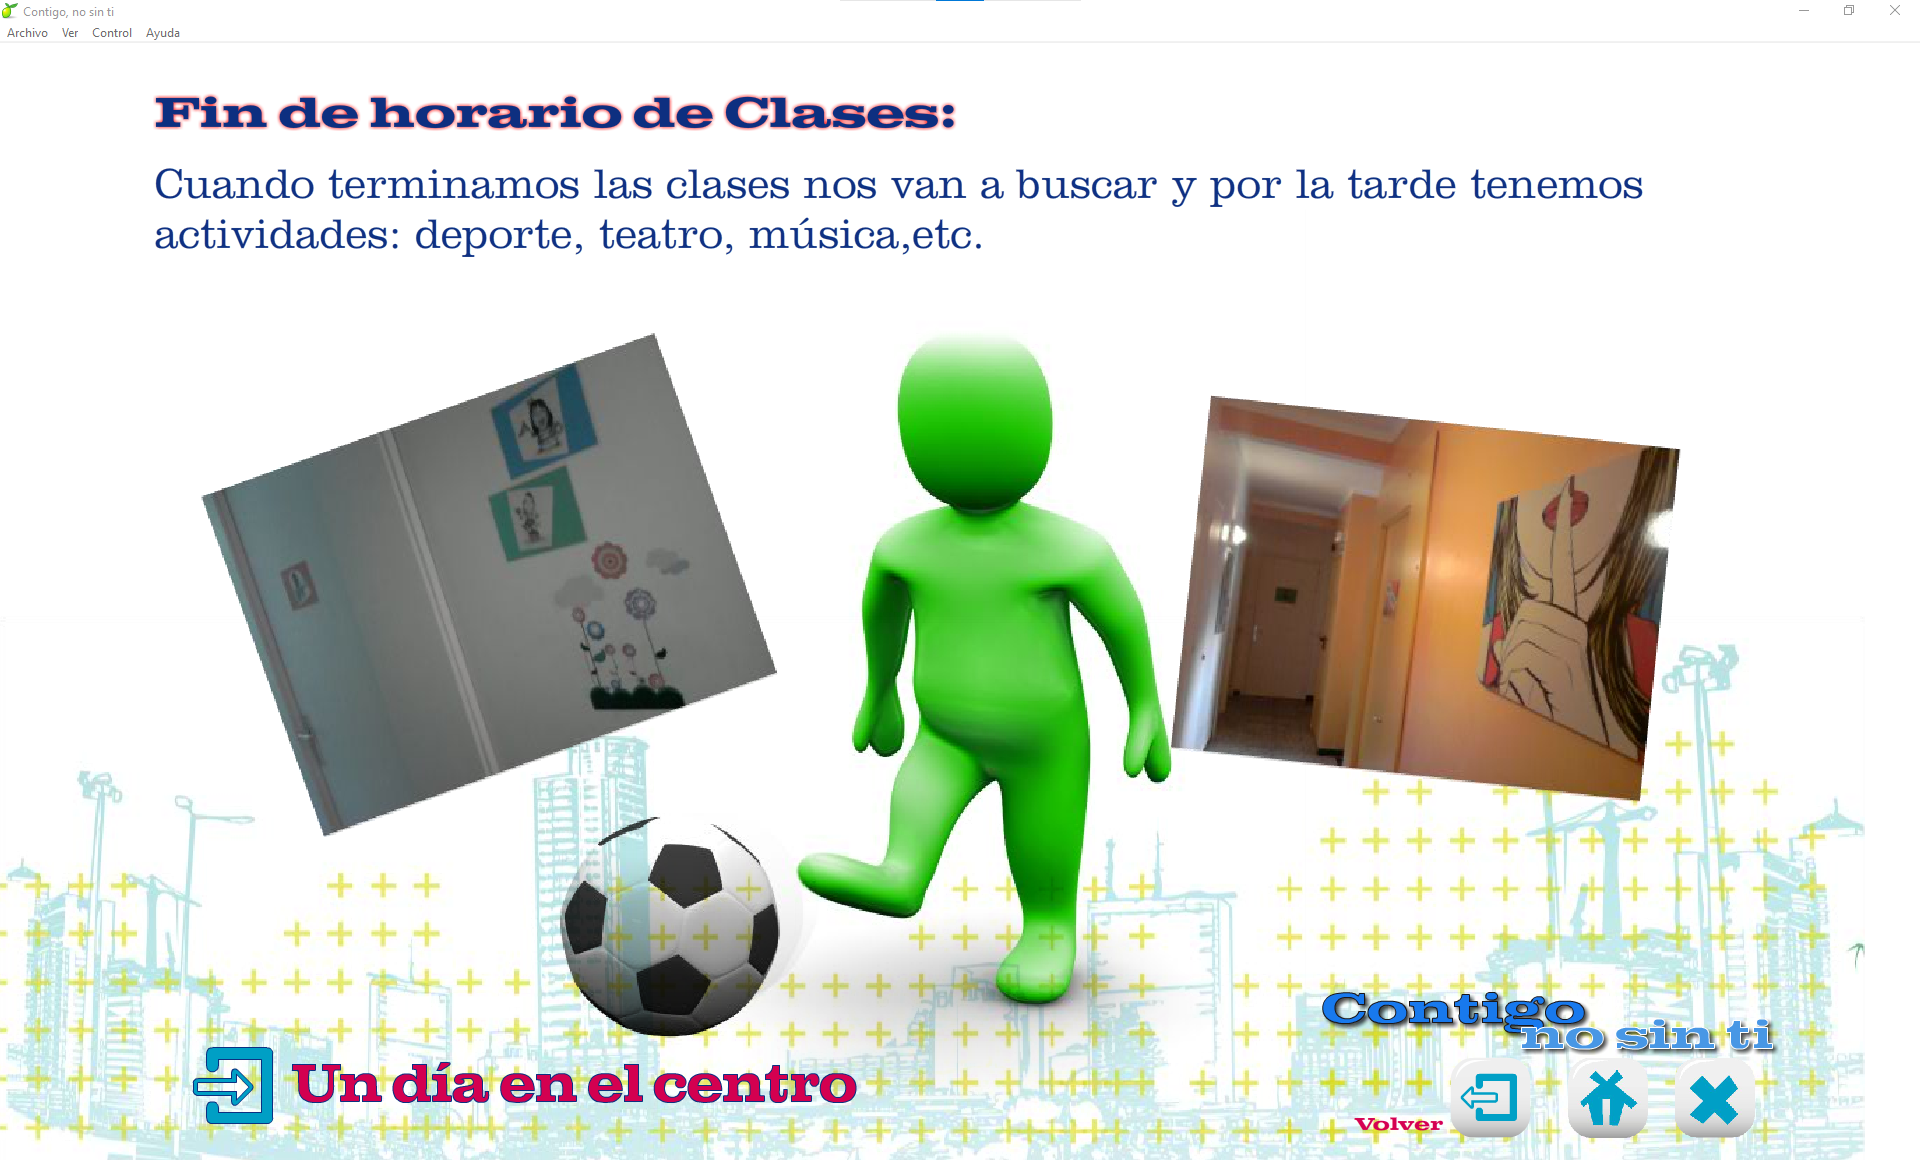 Contigo, no sin ti
Archivo Ver Control Ayuda
Fin de horario de Clases:
Cuando terminamos las clases nos van a buscar y por la tarde tenemos
actividades: deporte, teatro, música,etc.
Contigo
no sin ti
Un día en el centro
Volver